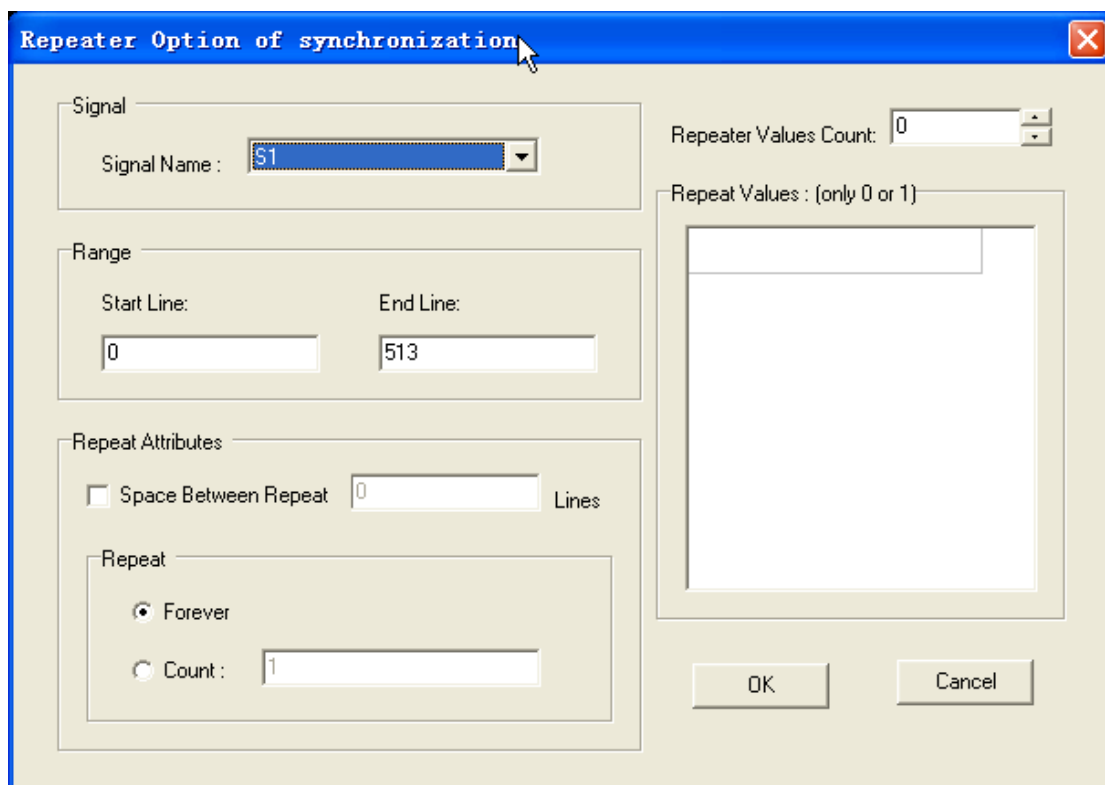 Repeater Option of synchronization
Signal
Signal Name :
S1
Range
Start Line:
End Line:
0
513
Repeat Attributes
Space Between Repeat
0
Lines
Repeat
Forever
Count :
1
Repeater Values Count:
0
Repeat Values : (only 0 or 1)
OK
Cancel